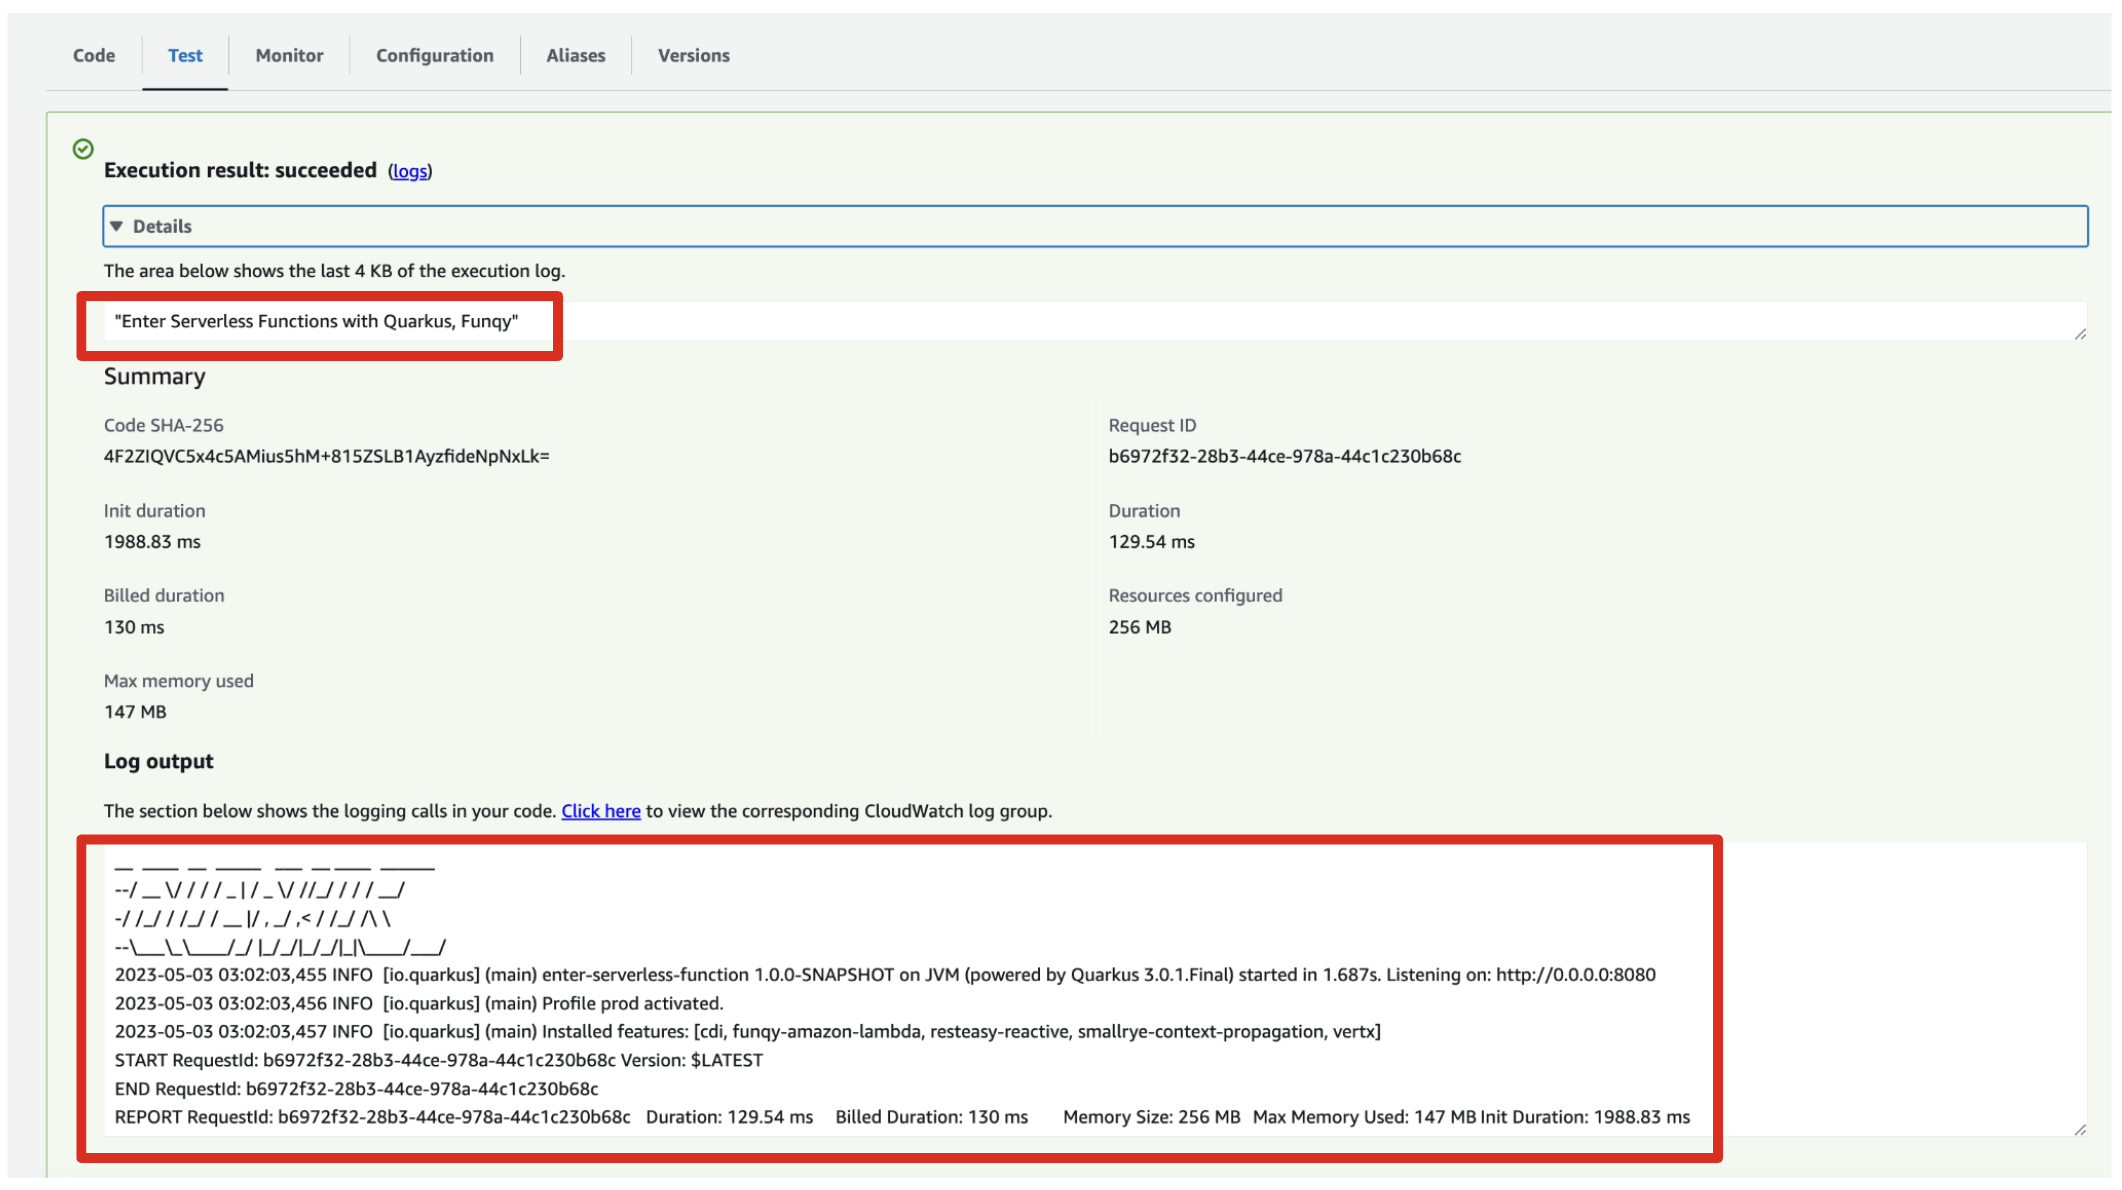 Code Test Monitor Configuration Aliases Versions
Execution result: succeeded (logs)
▼ Details
The area below shows the last 4 KB of the execution log.
"Enter Serverless Functions with Quarkus, Funqy"
Summary
Code SHA-256
4F2ZIQVC5x4c5AMius5hM+815ZSLB1AyzfideNpNxLk=
Request ID
b6972f32-28b3-44ce-978a-44c1c230b68c
Init duration
1988.83 ms
Duration
129.54 ms
Billed duration
130 ms
Resources configured
256 MB
Max memory used
147 MB
Log output
The section below shows the logging calls in your code. Click here to view the corresponding CloudWatch log group.
__  ____  __  _____   ___  __ ____  ______
--/ __ \/ / / / _ | / _ \/ //_/ / / / __/
-/ /_/ / /_/ / __ |/ , _/ ,< / /_/ /\ \
--\___\_\____/_/ |_/_/|_/_/|_|\____/___/
2023-05-03 03:02:03,455 INFO  [io.quarkus] (main) enter-serverless-function 1.0.0-SNAPSHOT on JVM (powered by Quarkus 3.0.1.Final) started in 1.687s. Listening on: http://0.0.0.0:8080
2023-05-03 03:02:03,456 INFO  [io.quarkus] (main) Profile prod activated.
2023-05-03 03:02:03,457 INFO  [io.quarkus] (main) Installed features: [cdi, funqy-amazon-lambda, resteasy-reactive, smallrye-context-propagation, vertx]
START RequestId: b6972f32-28b3-44ce-978a-44c1c230b68c Version: $LATEST
END RequestId: b6972f32-28b3-44ce-978a-44c1c230b68c
REPORT RequestId: b6972f32-28b3-44ce-978a-44c1c230b68c Duration: 129.54 ms Billed Duration: 130 ms Memory Size: 256 MB Max Memory Used: 147 MB Init Duration: 1988.83 ms